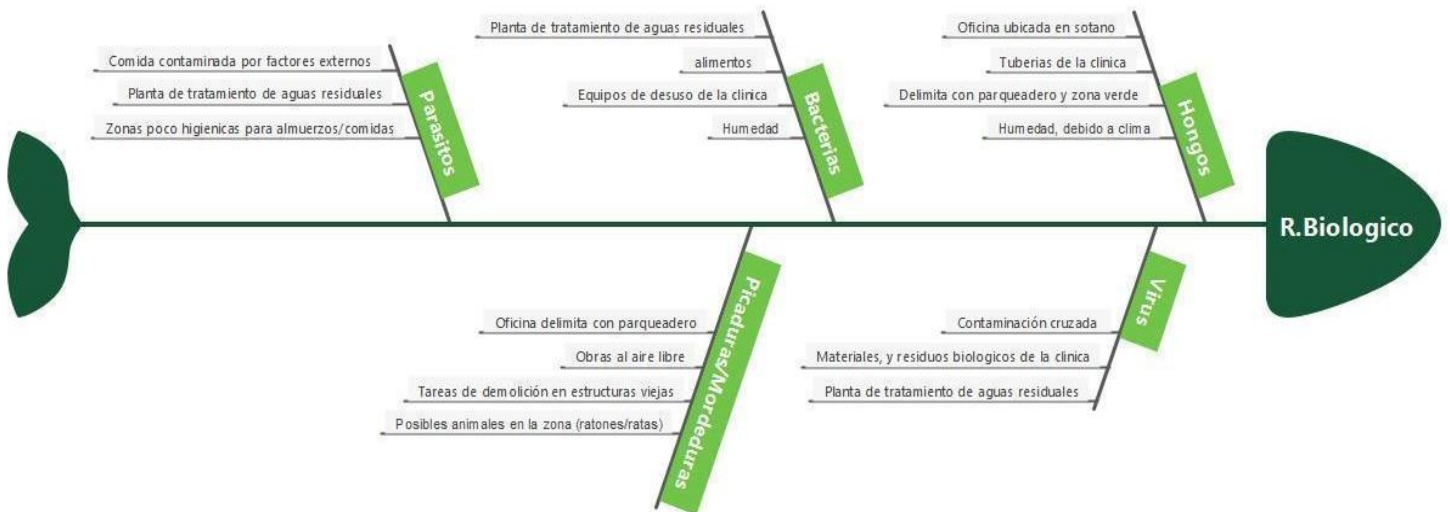 Comida contaminada por factores externos
Planta de tratamiento de aguas residuales
Zonas poco higienicas para almuerzos/comidas
Parasitos
Planta de tratamiento de aguas residuales
alimentos
Equipos de desuso de la clinica
Humedad
Bacterias
Oficina ubicada en sotano
Tuberias de la clinica
Delimita con parqueadero y zona verde
Humedad, debido a clima
Hongos
R.Biologico
Oficina delimita con parqueadero
Obras al aire libre
Tareas de demolición en estructuras viejas
Posibles animales en la zona (ratones/ratas)
Picaduras/Mordeduras
Contaminación cruzada
Materiales, y residuos biologicos de la clinica
Planta de tratamiento de aguas residuales
Virus